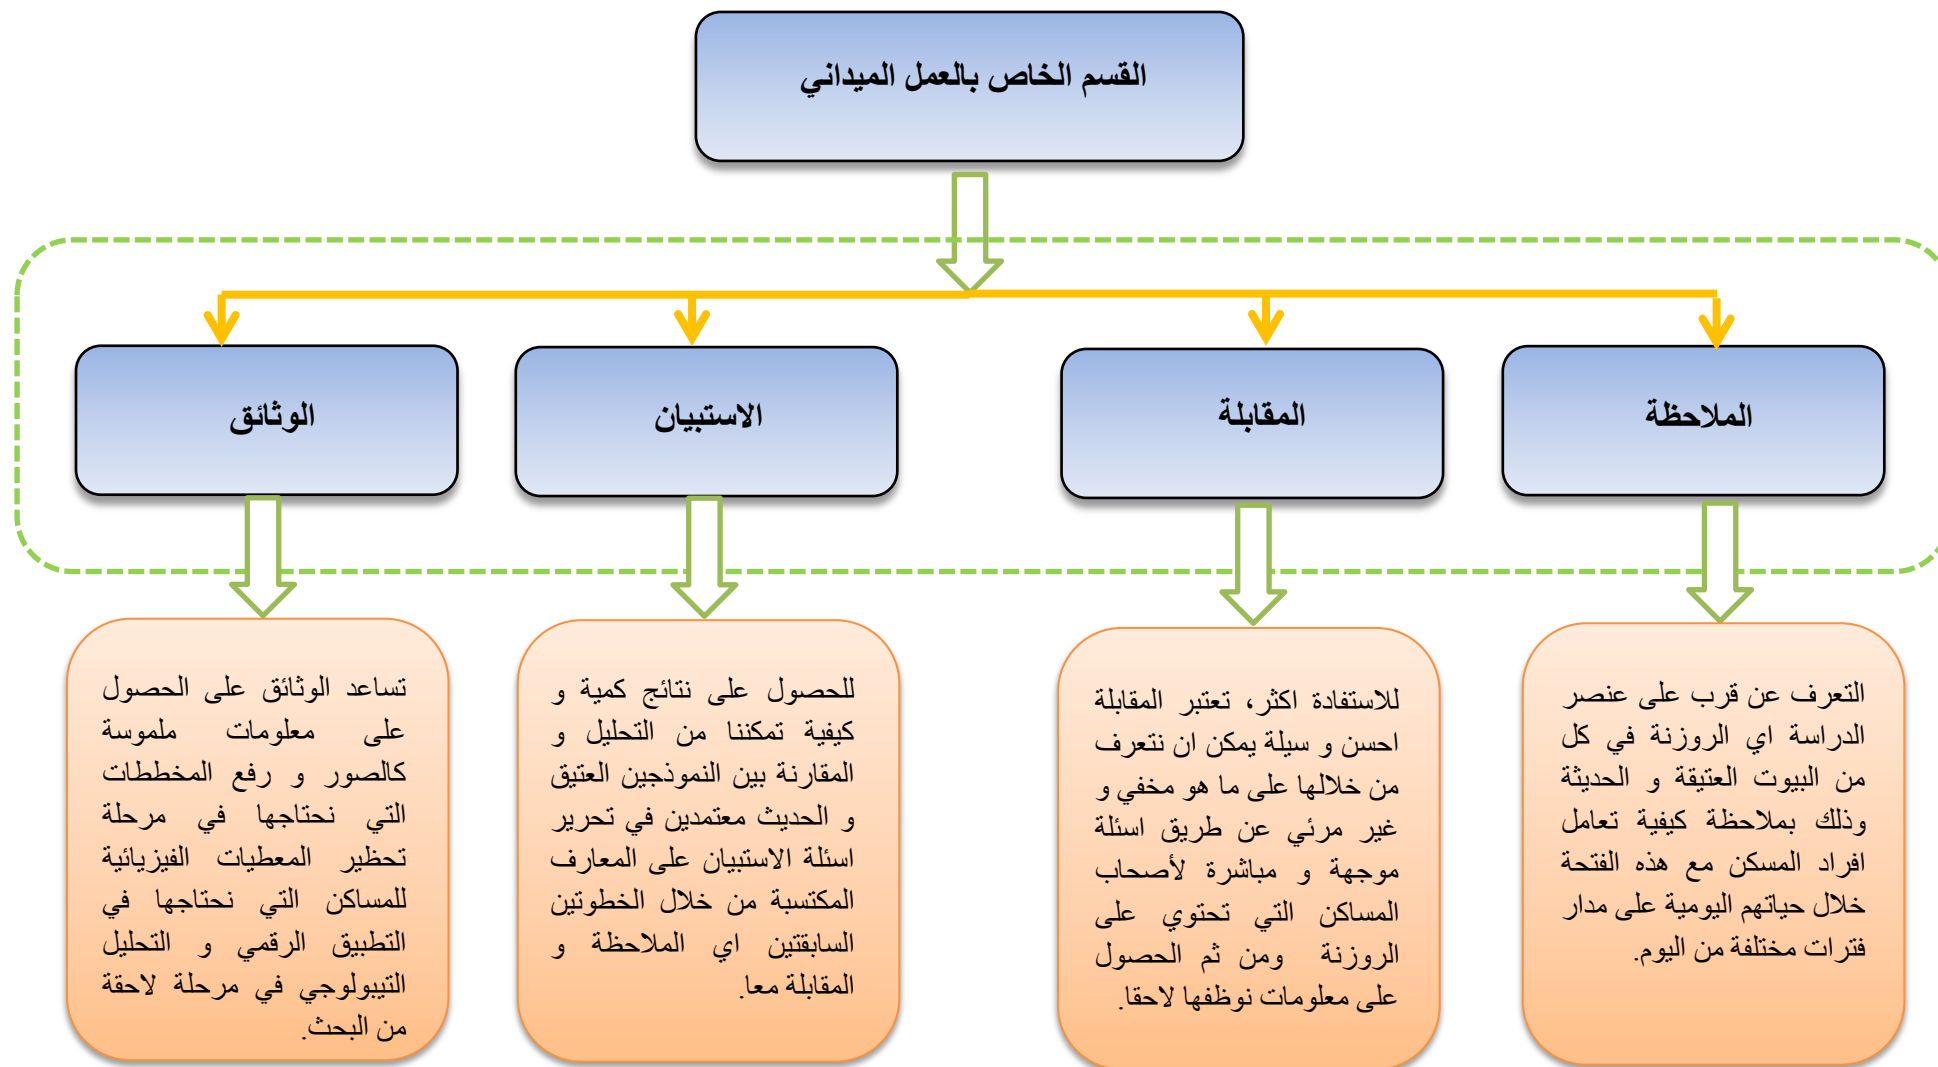 القسم الخاص بالعمل الميداني
الملاحظة
المقابلة
الاستبيان
الوثائق
التعرف عن قرب على عنصر
الدراسة اي الروزنة في كل
من البيوت العتيقة و الحديثة
وذلك بملاحظة كيفية تعامل
افراد المسكن مع هذه الفتحة
خلال حياتهم اليومية على مدار
فترات مختلفة من اليوم.
للاستفادة اكثر، تعتبر المقابلة
احسن و سيلة يمكن ان نتعرف
من خلالها على ما هو مخفي و
غير مرئي عن طريق اسئلة
موجهة و مباشرة لأصحاب
المساكن التي تحتوي على
الروزنة ومن ثم الحصول
على معلومات نوظفها لاحقا.
للحصول على نتائج كمية و
كيفية تمكننا من التحليل و
المقارنة بين النموذجين العتيق
و الحديث معتمدين في تحرير
اسئلة الاستبيان على المعارف
المكتسبة من خلال الخطوتين
السابقتين اي الملاحظة و
المقابلة معا.
تساعد الوثائق على الحصول
على معلومات ملموسة
كالصور و رفع المخططات
التي نحتاجها في مرحلة
تحظير المعطيات الفيزيائية
للمساكن التي نحتاجها في
التطبيق الرقمي و التحليل
التيبولوجي في مرحلة لاحقة
من البحث.